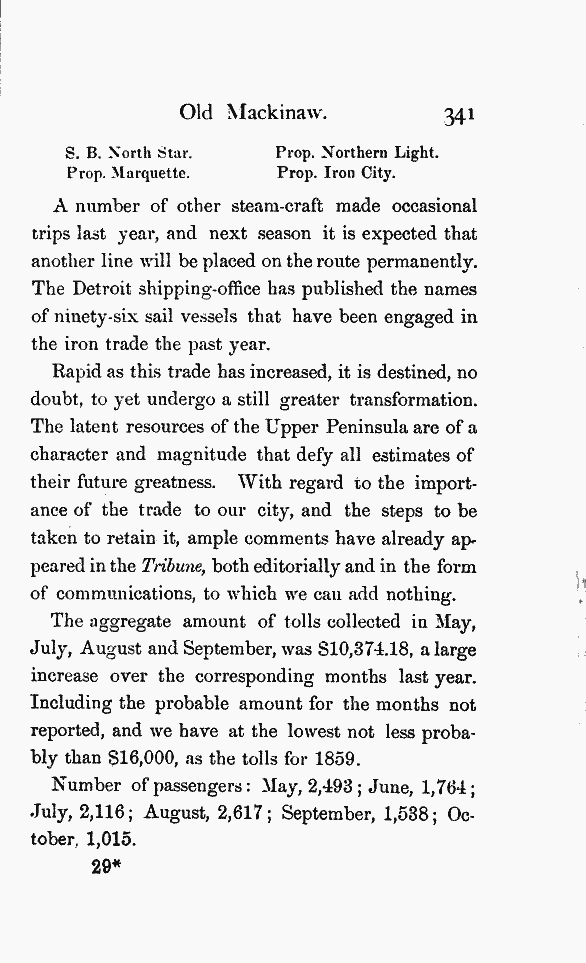 Old Mackinaw. 341
S. B. North Star. Prop. Northern Light.
Prop. Marquette. Prop. Iron City.
A number of other steam-craft made occasional
trips last year, and next season it is expected that
another line will be placed on the route permanently.
The Detroit shipping-office has published the names
of ninety-six sail vessels that have been engaged in
the iron trade the past year.
Rapid as this trade has increased, it is destined, no
doubt, to yet undergo a still greater transformation.
The latent resources of the Upper Peninsula are of a
character and magnitude that defy all estimates of
their future greatness. With regard to the import-
ance of the trade to our city, and the steps to be
taken to retain it, ample comments have already ap-
peared in the Tribune, both editorially and in the form
of communications, to which we can add nothing.
The aggregate amount of tolls collected in May,
July, August and September, was $10,374.18, a large
increase over the corresponding months last year.
Including the probable amount for the months not
reported, and we have at the lowest not less proba-
bly than $16,000, as the tolls for 1859.
Number of passengers: May, 2,493; June, 1,764;
July, 2,116; August, 2,617; September, 1,538; Oc-
tober, 1,015.
29*